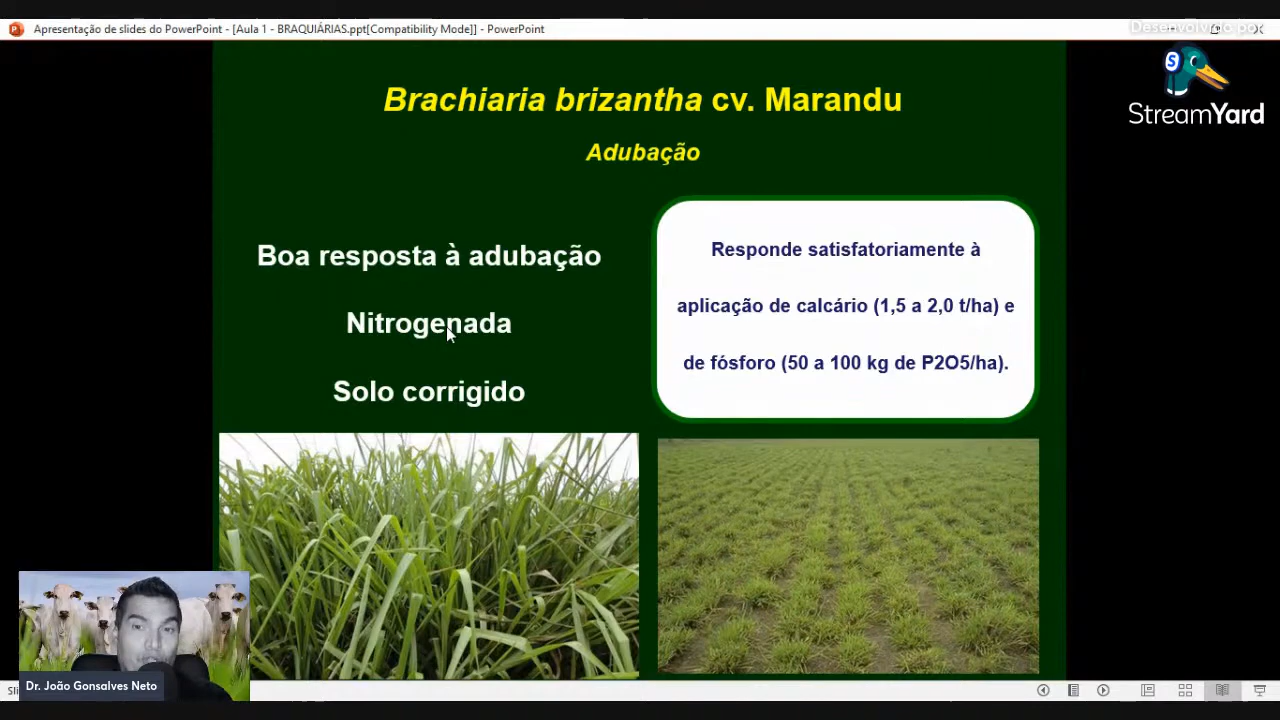 Apresentação de slides do PowerPoint - [Aula 1 - BRAQUIÁRIAS.ppt[Compatibility Mode]] - PowerPoint
Desenvolvido por
StreamYard
Brachiaria brizantha cv. Marandu
Adubação
Boa resposta à adubação
Nitrogenada
Solo corrigido
Responde satisfatoriamente à
aplicação de calcário (1,5 a 2,0 t/ha) e
de fósforo (50 a 100 kg de P2O5/ha).
Dr. João Gonsalves Neto